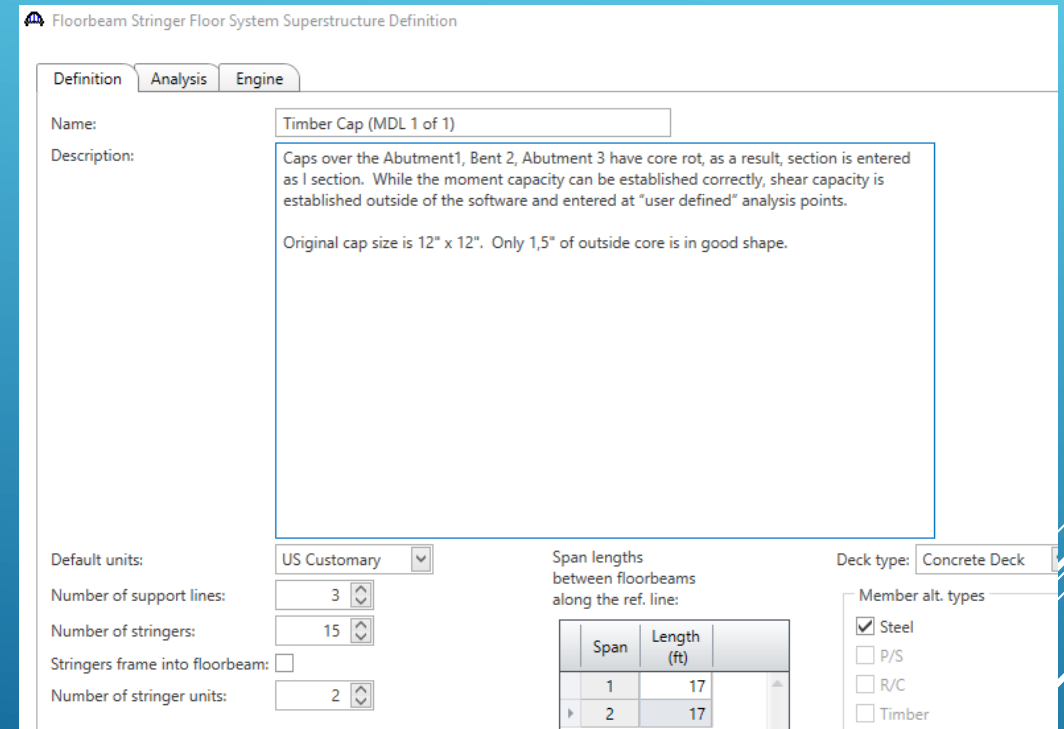 Floorbeam Stringer Floor System Superstructure Definition
Definition Analysis Engine
Name: Timber Cap (MDL 1 of 1)
Description: Caps over the Abutment1, Bent 2, Abutment 3 have core rot, as a result, section is entered
as I section. While the moment capacity can be established correctly, shear capacity is
established outside of the software and entered at “user defined” analysis points.
Original cap size is 12" x 12". Only 1,5" of outside core is in good shape.
Default units: US Customary
Number of support lines: 3
Number of stringers: 15
Stringers frame into floorbeam:
Number of stringer units: 2
Span lengths
between floorbeams
along the ref. line:
Span Length
(ft)
1 17
2 17
Deck type: Concrete Deck
Member alt. types
Steel
P/S
R/C
Timber